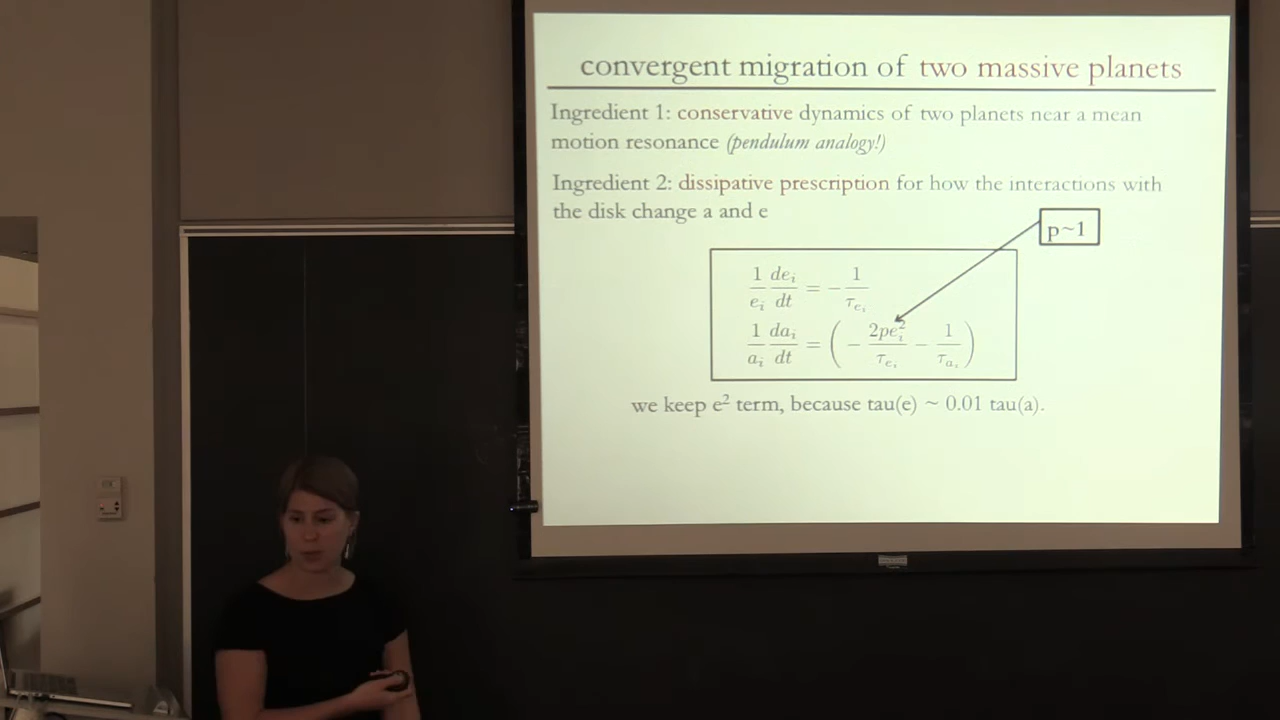 convergent migration of two massive planets
Ingredient 1: conservative dynamics of two planets near a mean
motion resonance (pendulum analogy!)
Ingredient 2: dissipative prescription for how the interactions with
the disk change a and e
p~1
1/e_i de_i/dt = − 1/τ_{e_i}
1/a_i da_i/dt = ( − 2pe_i²/τ_{e_i} − 1/τ_{a_i} )
we keep e² term, because tau(e) ~ 0.01 tau(a).